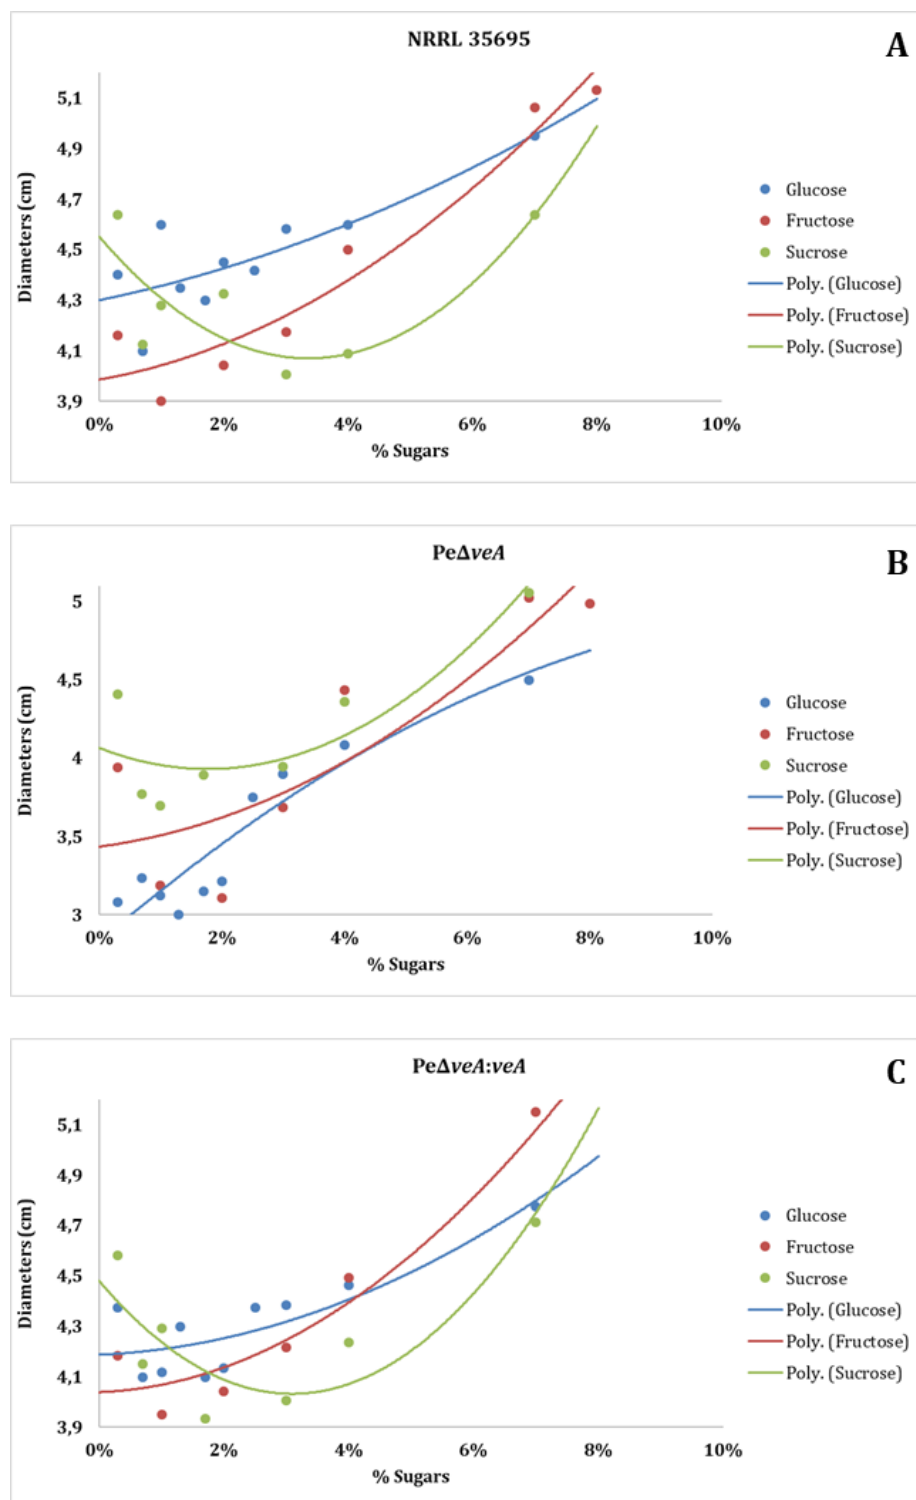 NRRL 35695
A
5,1
4,9
4,7
4,5
4,3
4,1
3,9
Diameters (cm)
0% 2% 4% 6% 8% 10%
% Sugars
Glucose
Fructose
Sucrose
Poly. (Glucose)
Poly. (Fructose)
Poly. (Sucrose)
PeΔveA
B
5
4,5
4
3,5
3
Diameters (cm)
0% 2% 4% 6% 8% 10%
% Sugars
Glucose
Fructose
Sucrose
Poly. (Glucose)
Poly. (Fructose)
Poly. (Sucrose)
PeΔveA:veA
C
5,1
4,9
4,7
4,5
4,3
4,1
3,9
Diameters (cm)
0% 2% 4% 6% 8% 10%
% Sugars
Glucose
Fructose
Sucrose
Poly. (Glucose)
Poly. (Fructose)
Poly. (Sucrose)